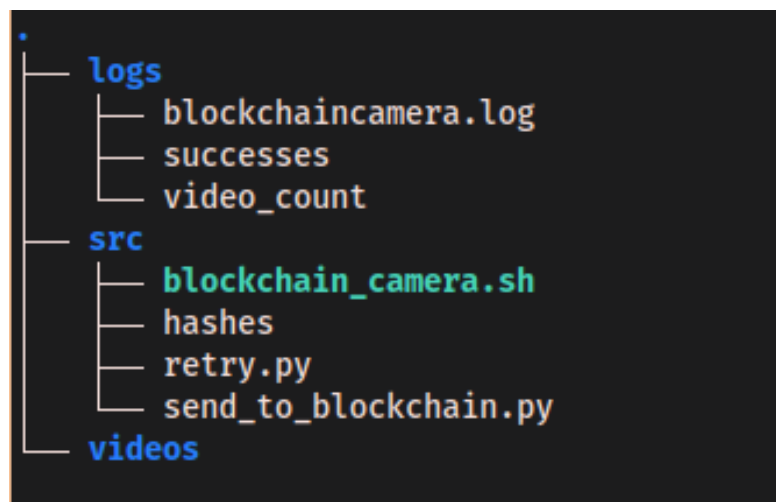 .
logs
blockchaincamera.log
successes
video_count
src
blockchain_camera.sh
hashes
retry.py
send_to_blockchain.py
videos